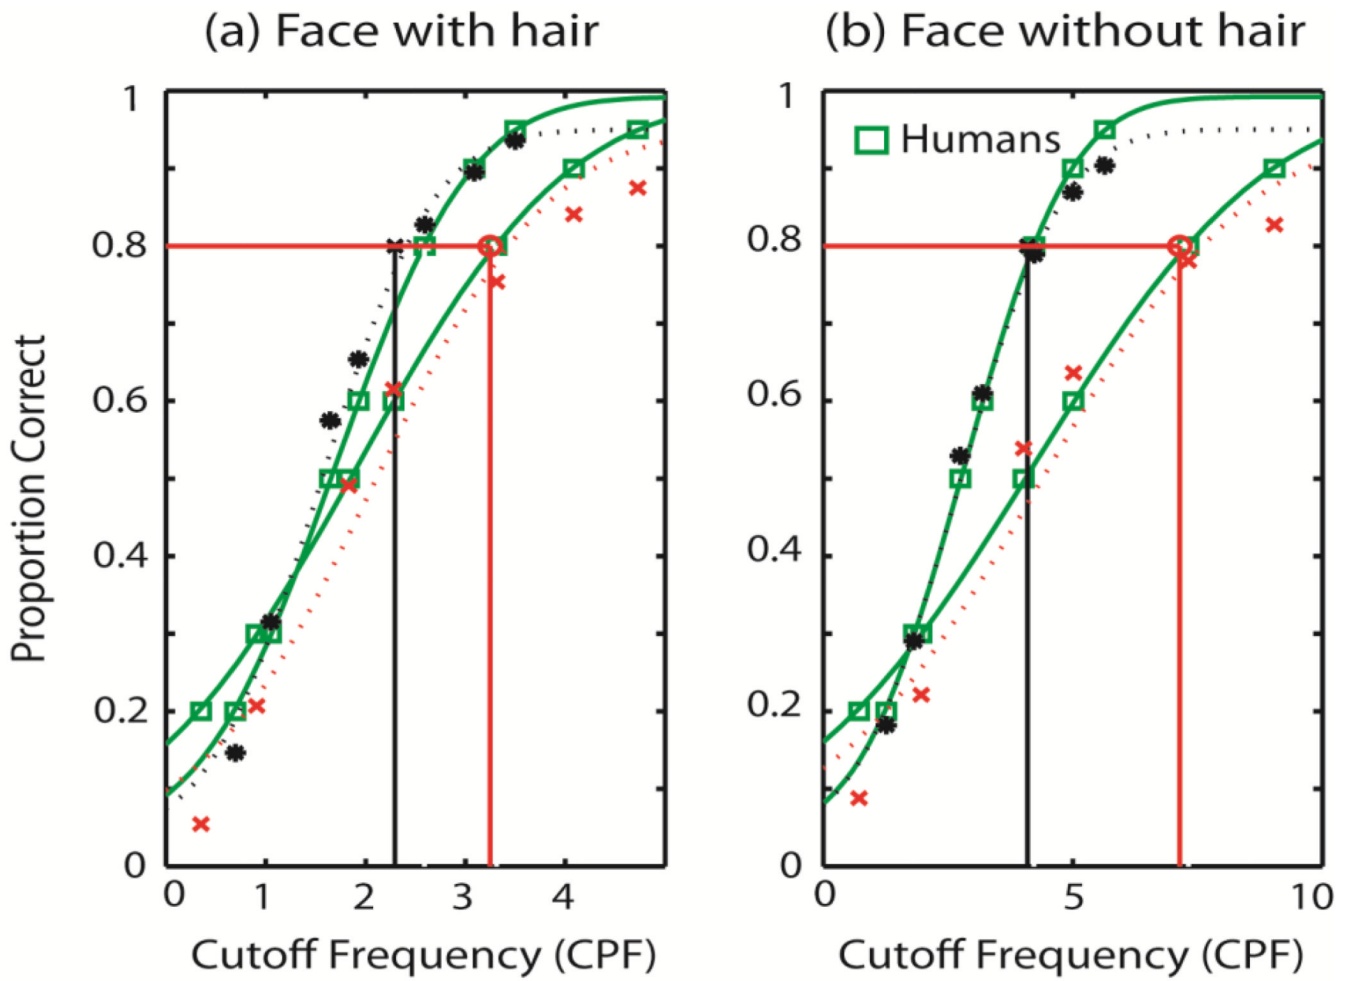 (a) Face with hair
(b) Face without hair
Proportion Correct
1
0.8
0.6
0.4
0.2
0
0 1 2 3 4
Cutoff Frequency (CPF)
Humans
1
0.8
0.6
0.4
0.2
0
0 5 10
Cutoff Frequency (CPF)